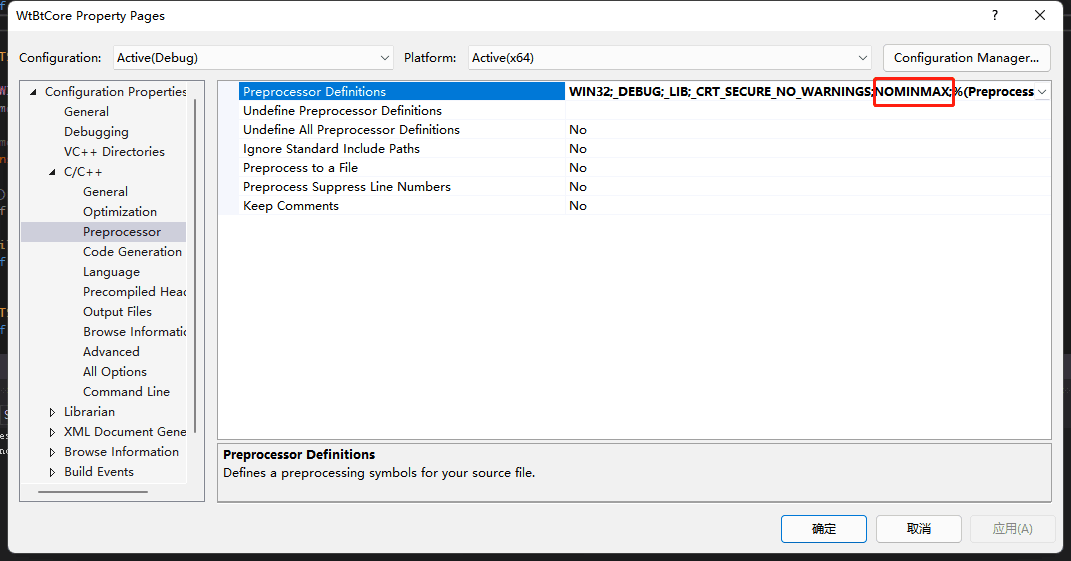 WtBtCore Property Pages
?
Configuration: Active(Debug) Platform: Active(x64) Configuration Manager...
Configuration Properties
General
Debugging
VC++ Directories
C/C++
General
Optimization
Preprocessor
Code Generation
Language
Precompiled Head
Output Files
Browse Informatio
Advanced
All Options
Command Line
Librarian
XML Document Gene
Browse Information
Build Events
Preprocessor Definitions WIN32;_DEBUG;_LIB;_CRT_SECURE_NO_WARNINGS;NOMINMAX;%(Preprocess
Undefine Preprocessor Definitions
Undefine All Preprocessor Definitions No
Ignore Standard Include Paths No
Preprocess to a File No
Preprocess Suppress Line Numbers No
Keep Comments No
Preprocessor Definitions
Defines a preprocessing symbols for your source file.
确定 取消 应用(A)